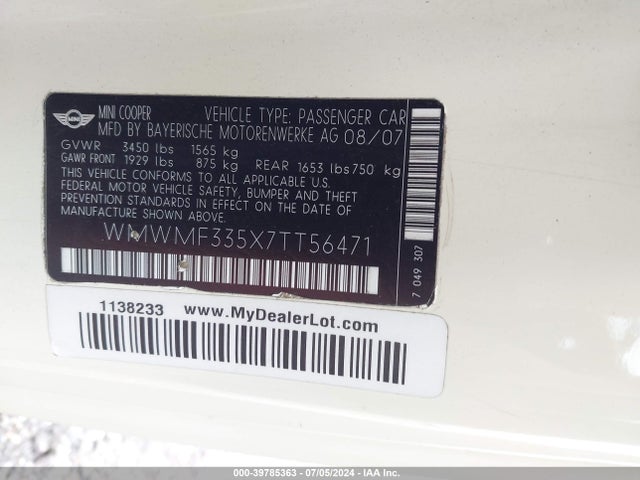 MINI
MINI COOPER VEHICLE TYPE: PASSENGER CAR
MFD BY BAYERISCHE MOTORENWERKE AG 08/07
GVWR 3450 lbs 1565 kg
GAWR FRONT 1929 lbs 875 kg REAR 1653 lbs 750 kg
THIS VEHICLE CONFORMS TO ALL APPLICABLE U.S.
FEDERAL MOTOR VEHICLE SAFETY, BUMPER AND THEFT
PREVENTION STANDARDS IN EFFECT ON THE DATE OF
MANUFACTURE SHOWN ABOVE.
WMWMF335X7TT56471
7 049 307
1138233 www.MyDealerLot.com
000-39785363 - 07/05/2024 - IAA Inc.